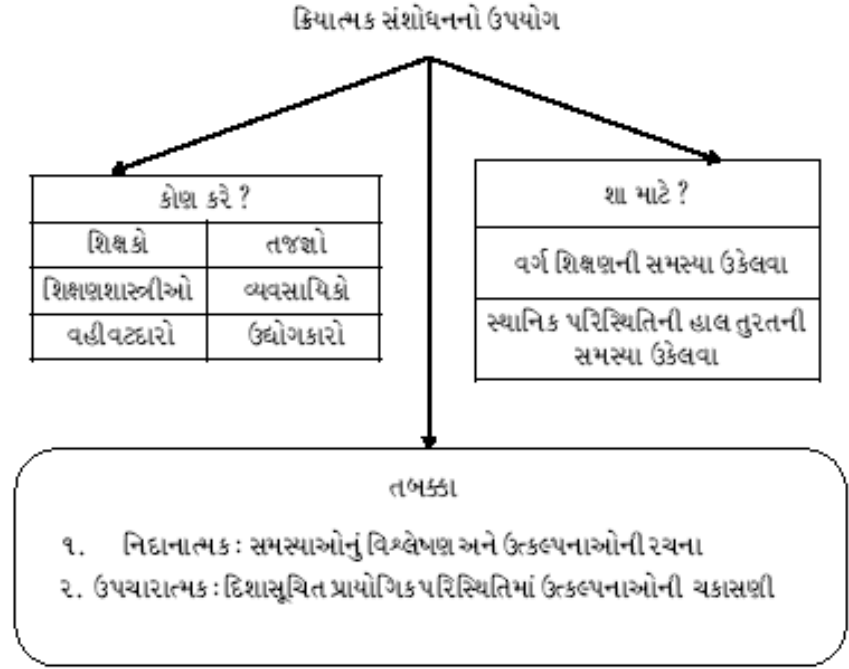 ક્રિયાત્મક સંશોધનનો ઉપયોગ
કોણ કરે ?
શિક્ષકો તજજ્ઞો
શિક્ષણશાસ્ત્રીઓ વ્યવસાયિકો
વહીવટદારો ઉદ્યોગકારો
શા માટે ?
વર્ગ શિક્ષણની સમસ્યા ઉકેલવા
સ્થાનિક પરિસ્થિતિની હાલ તુરતની
સમસ્યા ઉકેલવા
તબક્કા
૧. નિદાનાત્મક : સમસ્યાઓનું વિશ્લેષણ અને ઉત્કલ્પનાઓની રચના
૨. ઉપચારાત્મક : દિશાસૂચિત પ્રાયોગિક પરિસ્થિતિમાં ઉત્કલ્પનાઓની ચકાસણી